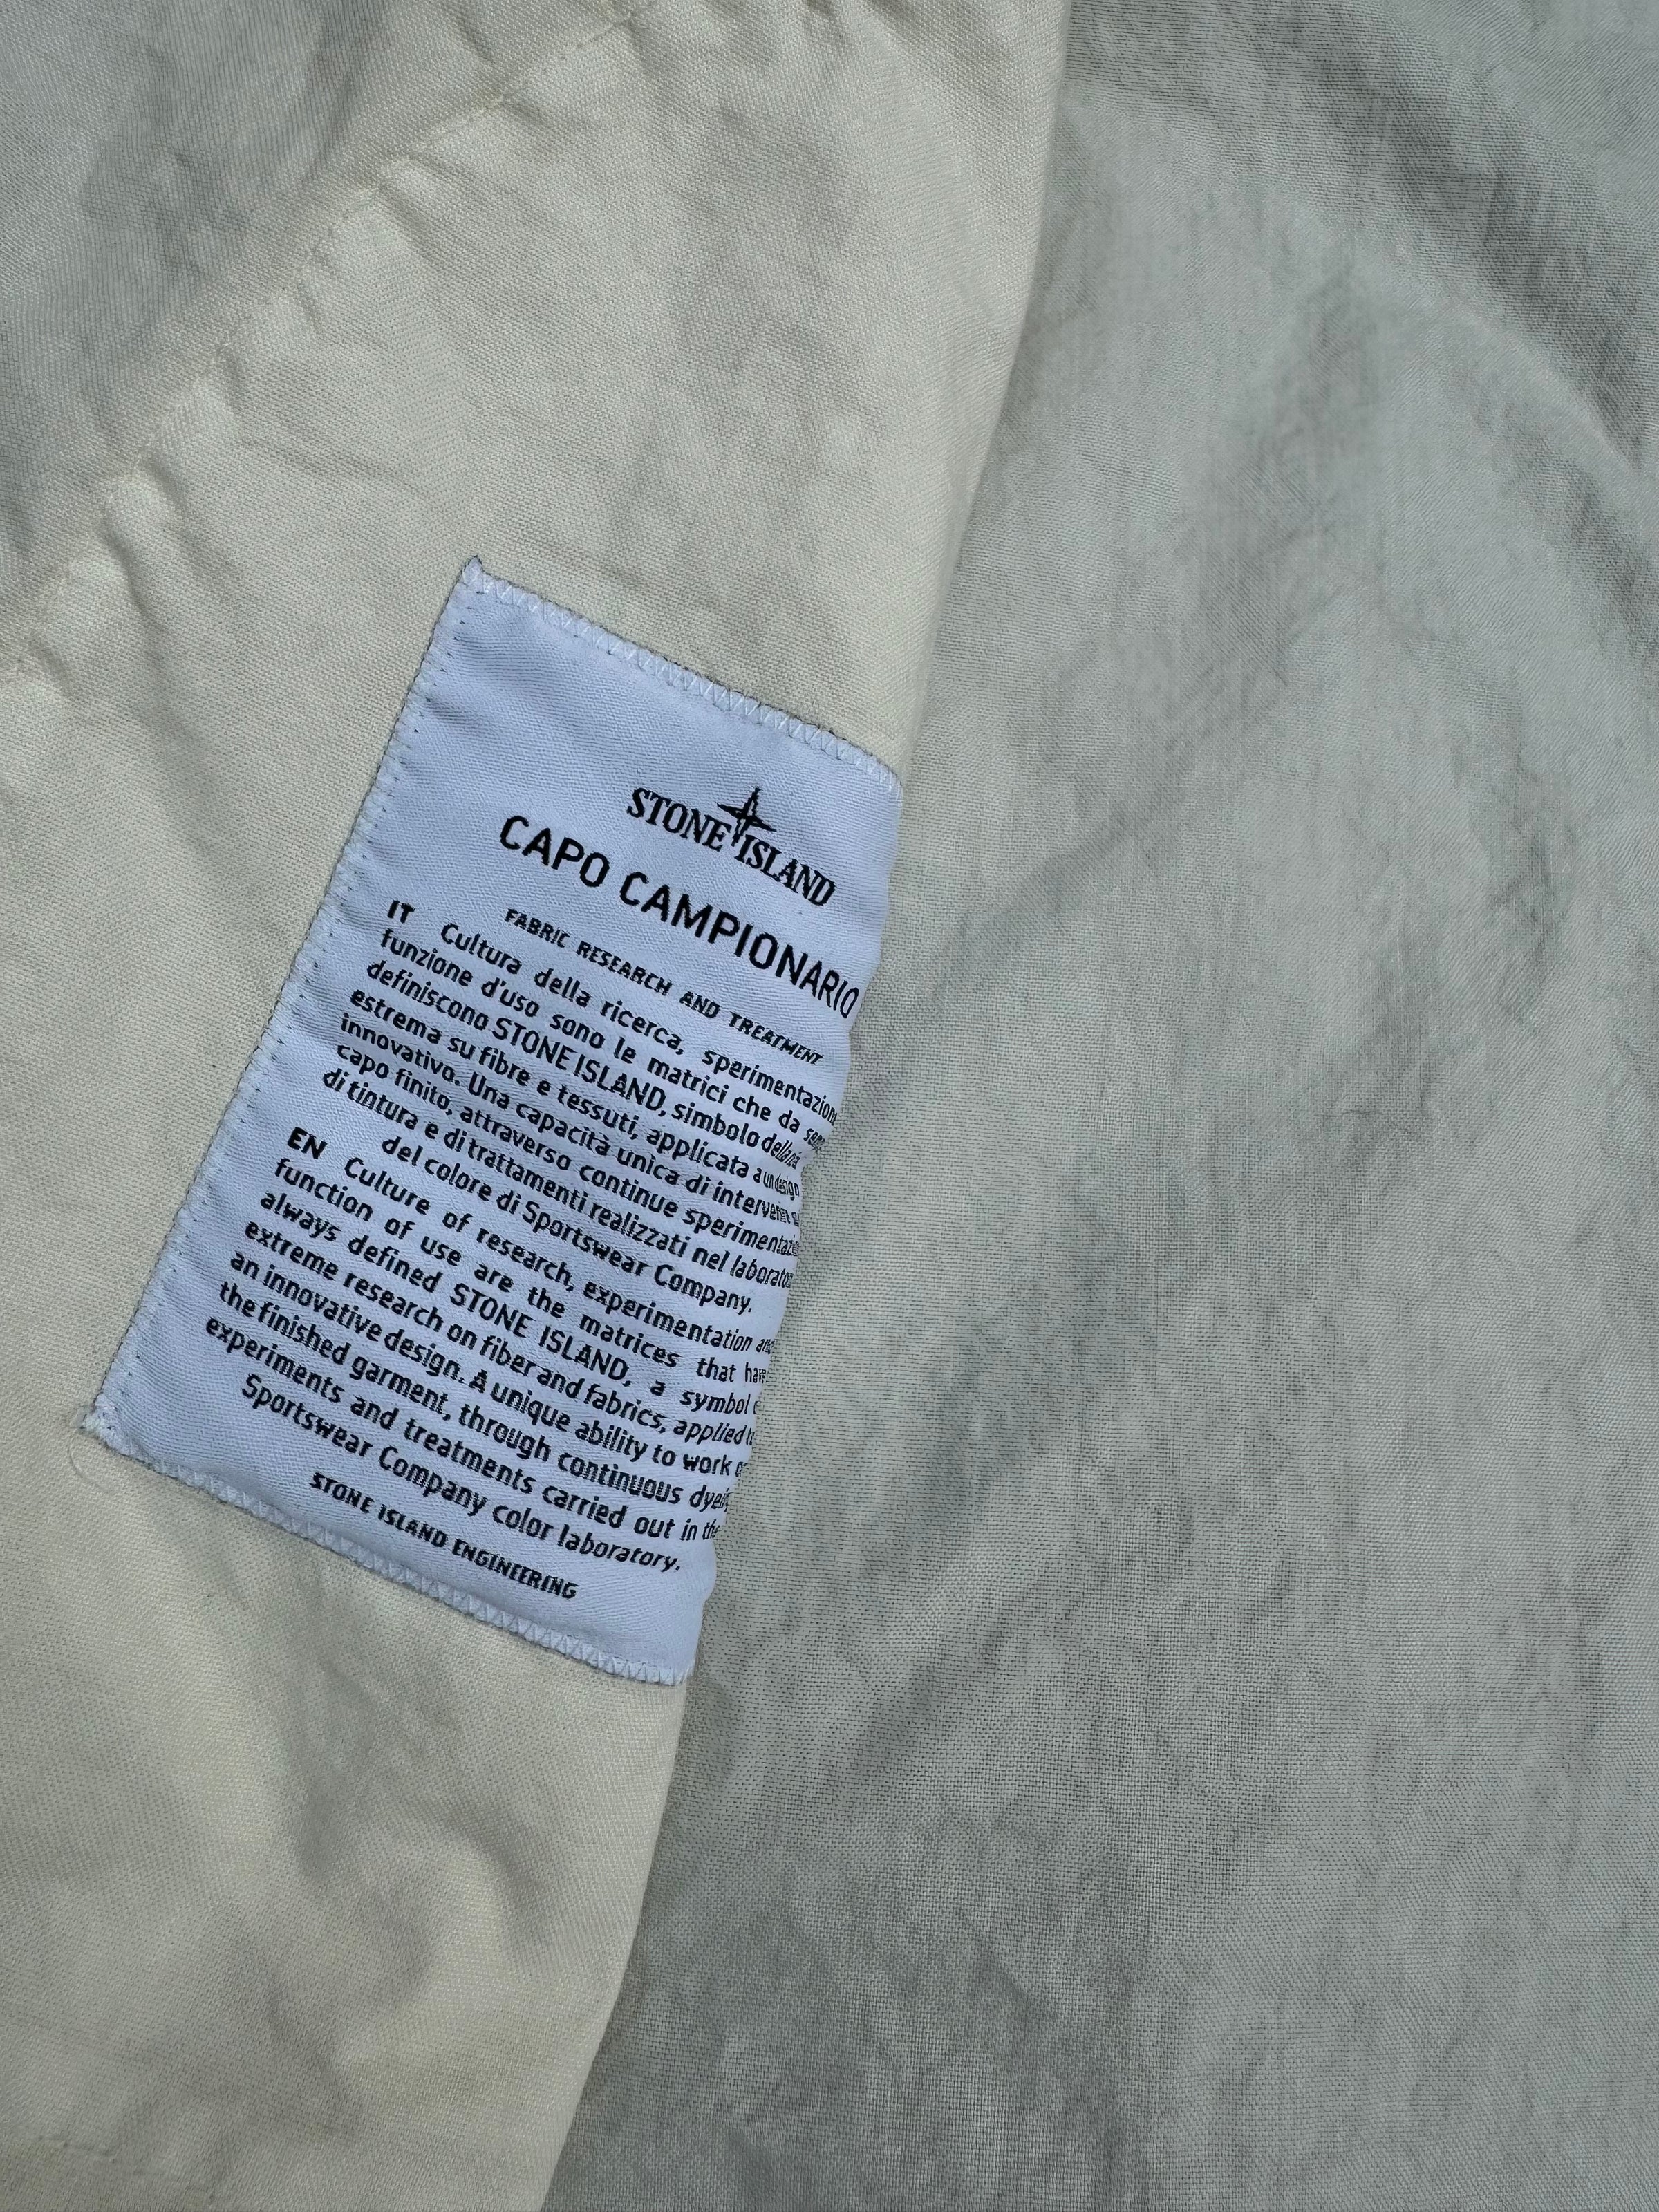 STONE ISLAND
CAPO CAMPIONARIO
FABRIC RESEARCH AND TREATMENT
IT Cultura della ricerca, sperimentazione
funzione d'uso sono le matrici che da
definiscono STONE ISLAND, simbolo della
estrema su fibre e tessuti, applicata a un design
innovativo. Una capacità unica di intervenire
capo finito, attraverso continue
di tintura e di trattamenti realizzati nel
del colore di Sportswear Company.
EN Culture of research, experimentation and
function of use are the matrices that have
always defined STONE ISLAND, a symbol
extreme research on fiber and fabrics, applied to
an innovative design. A unique ability to work
the finished garment, through continuous
experiments and treatments carried out in the
Sportswear Company color laboratory.
STONE ISLAND ENGINEERING